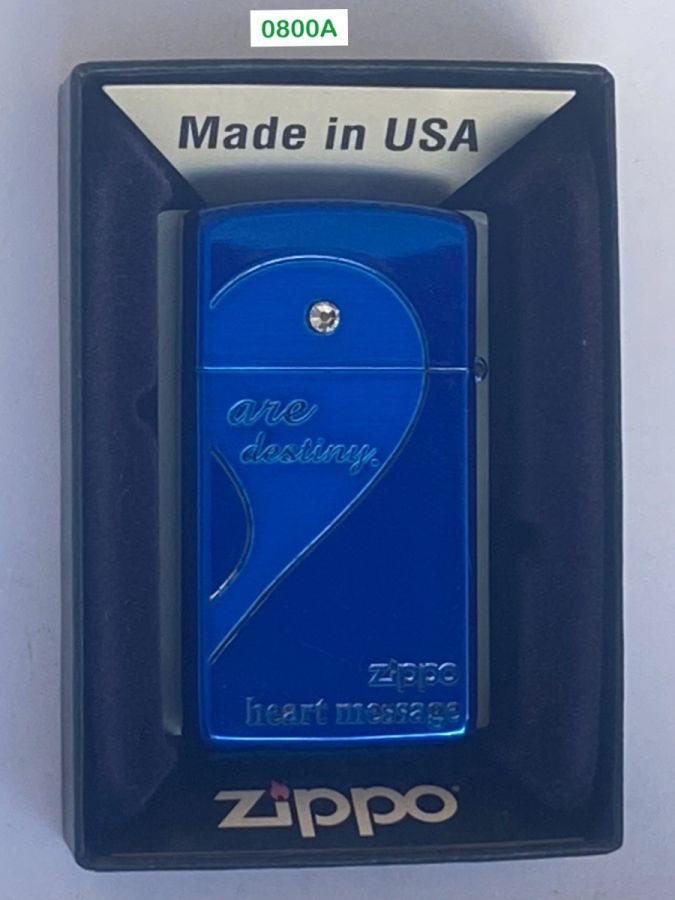 0800A
Made in USA
are
destiny.
zippo
heart message
zippo